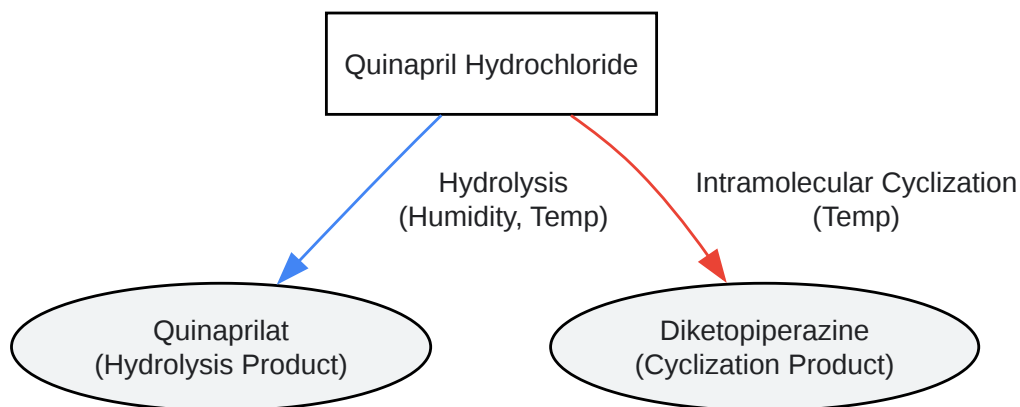 Quinapril Hydrochloride
Hydrolysis
(Humidity, Temp)
Intramolecular Cyclization
(Temp)
Quinaprilat
(Hydrolysis Product)
Diketopiperazine
(Cyclization Product)